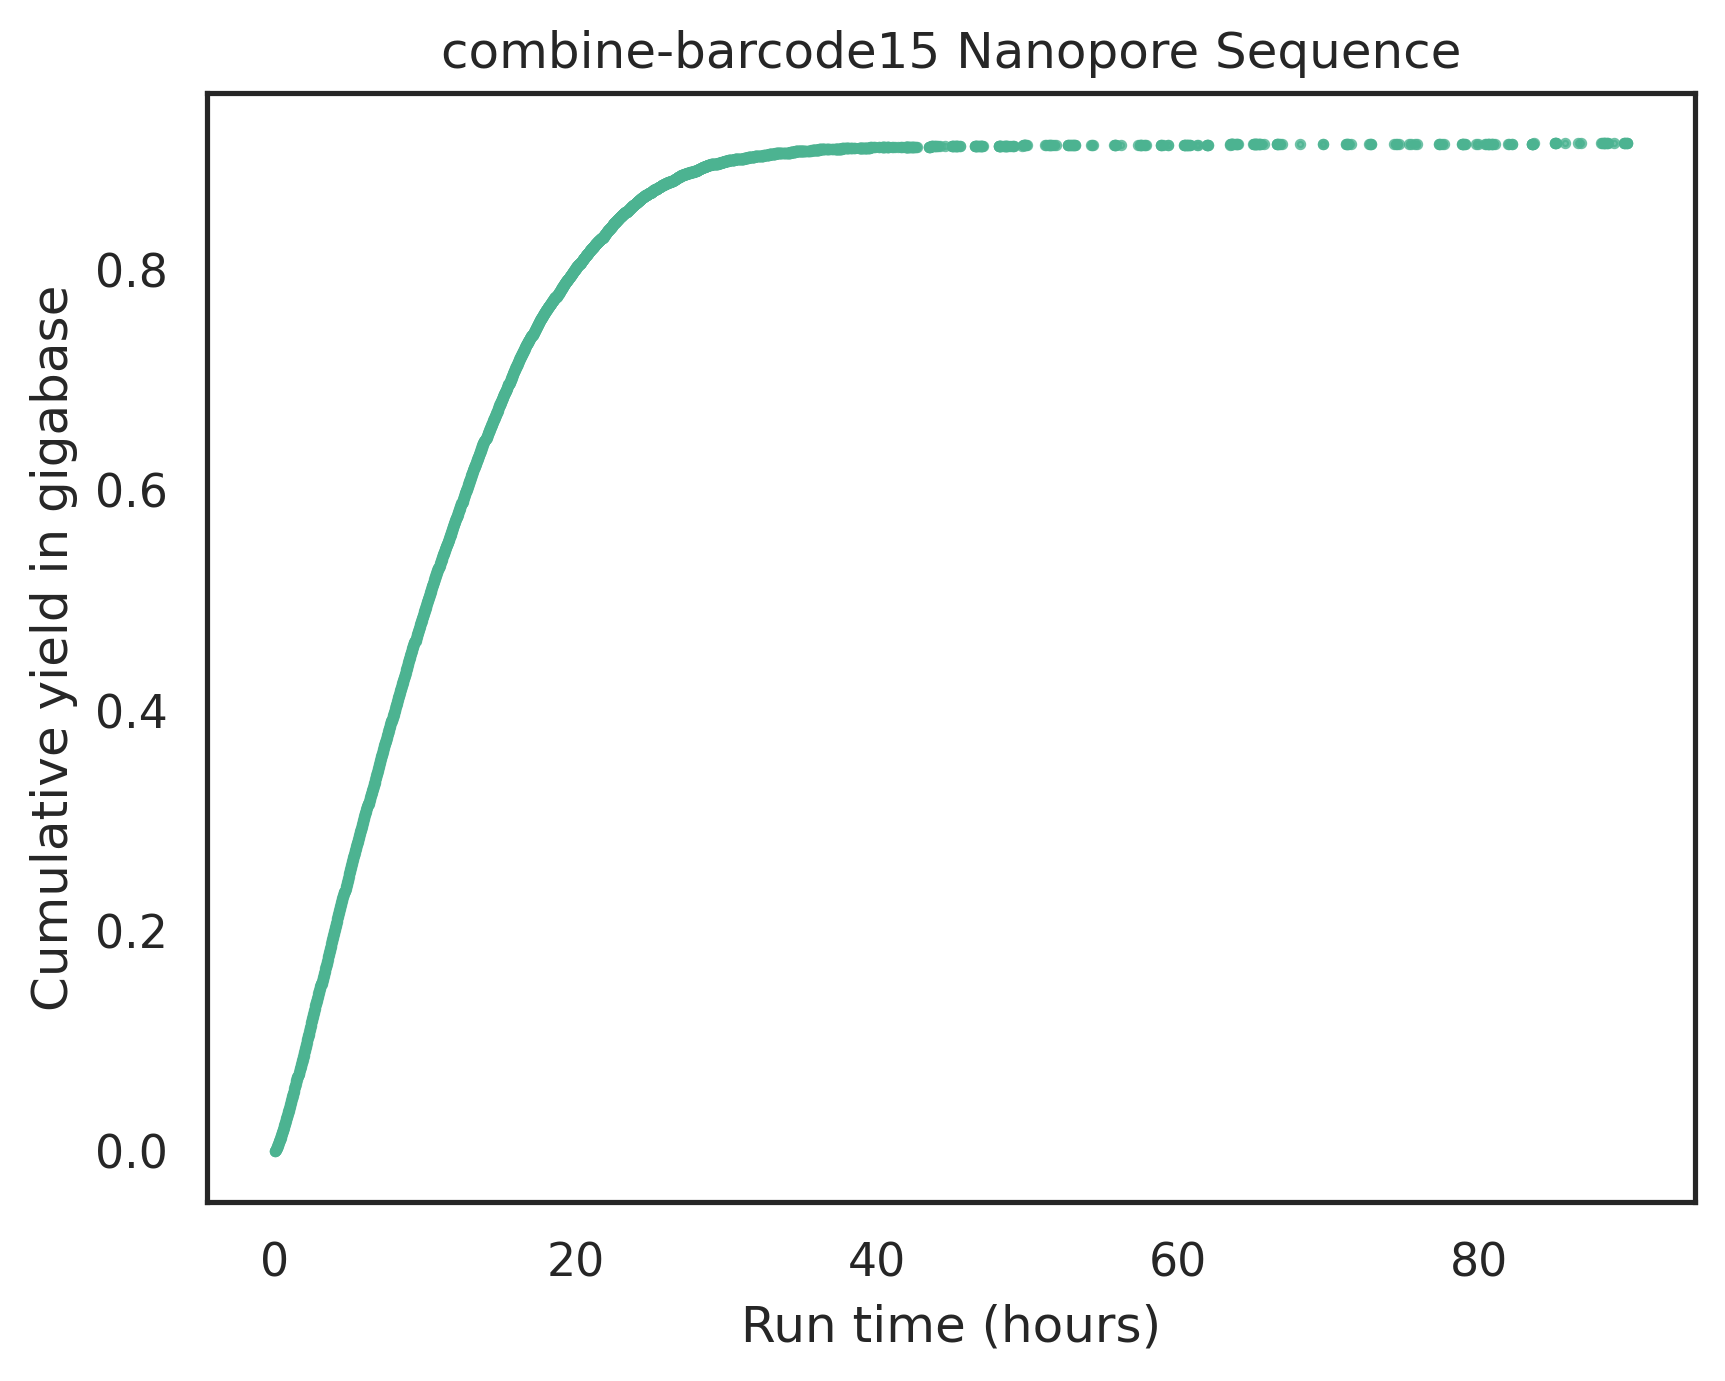 combine-barcode15 Nanopore Sequence
Cumulative yield in gigabase
0.8
0.6
0.4
0.2
0.0
0 20 40 60 80
Run time (hours)